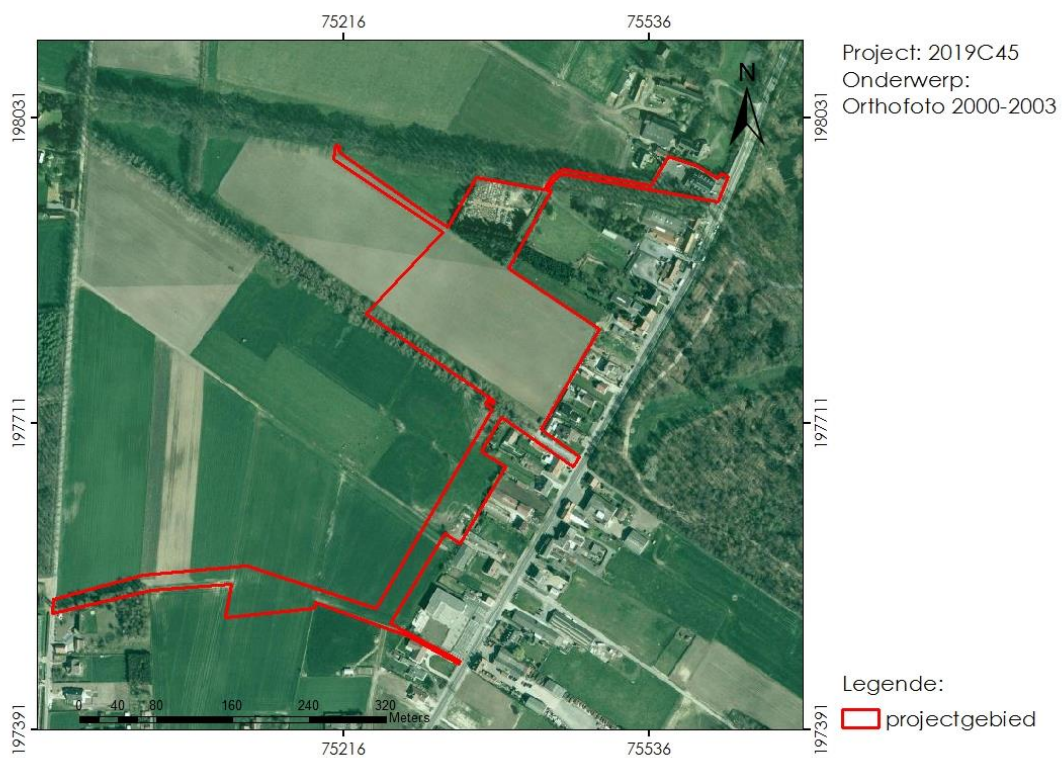 75216 75536
Project: 2019C45
Onderwerp:
Orthofoto 2000-2003
N
198031 198031
197711 197711
Legende:
projectgebied
0 40 80 160 240 320
Meters
197391 197391
75216 75536